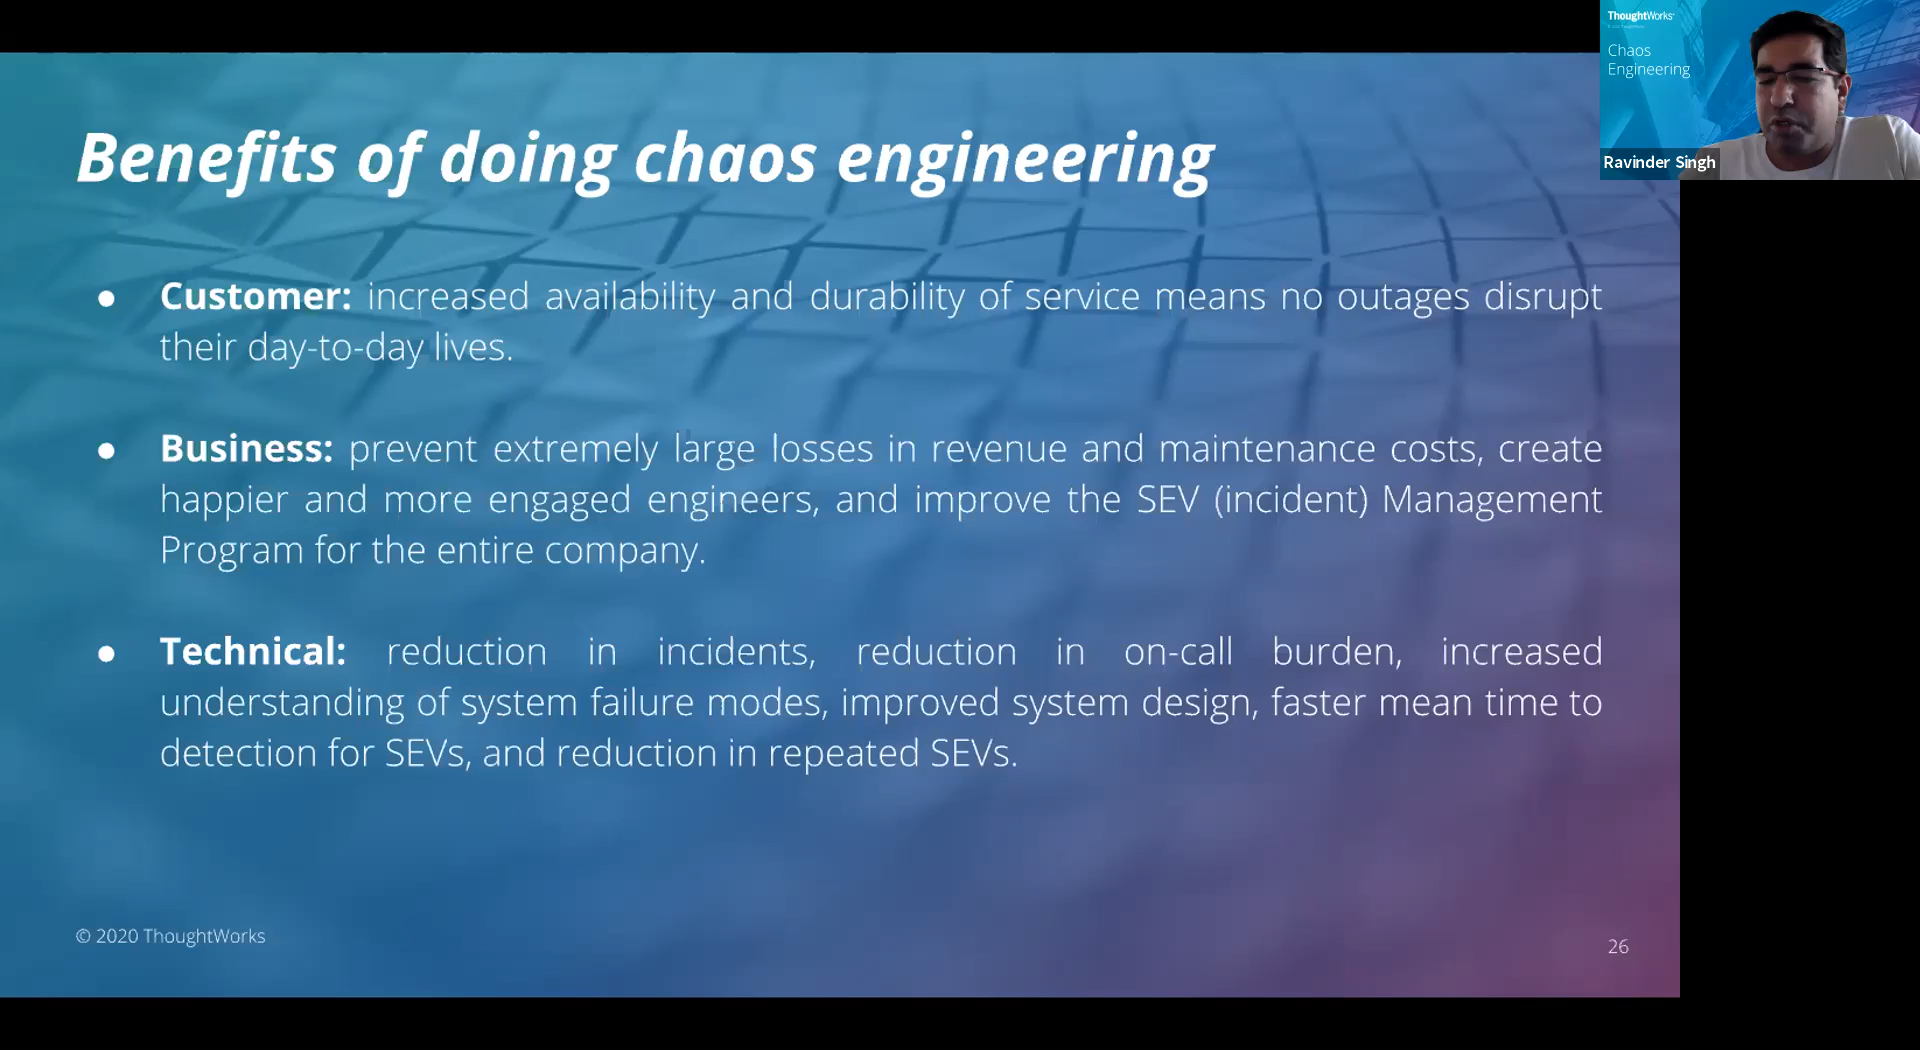 Benefits of doing chaos engineering
● Customer: increased availability and durability of service means no outages disrupt
their day-to-day lives.
● Business: prevent extremely large losses in revenue and maintenance costs, create
happier and more engaged engineers, and improve the SEV (incident) Management
Program for the entire company.
● Technical: reduction in incidents, reduction in on-call burden, increased
understanding of system failure modes, improved system design, faster mean time to
detection for SEVs, and reduction in repeated SEVs.
© 2020 ThoughtWorks
26
ThoughtWorks
Chaos
Engineering
Ravinder Singh